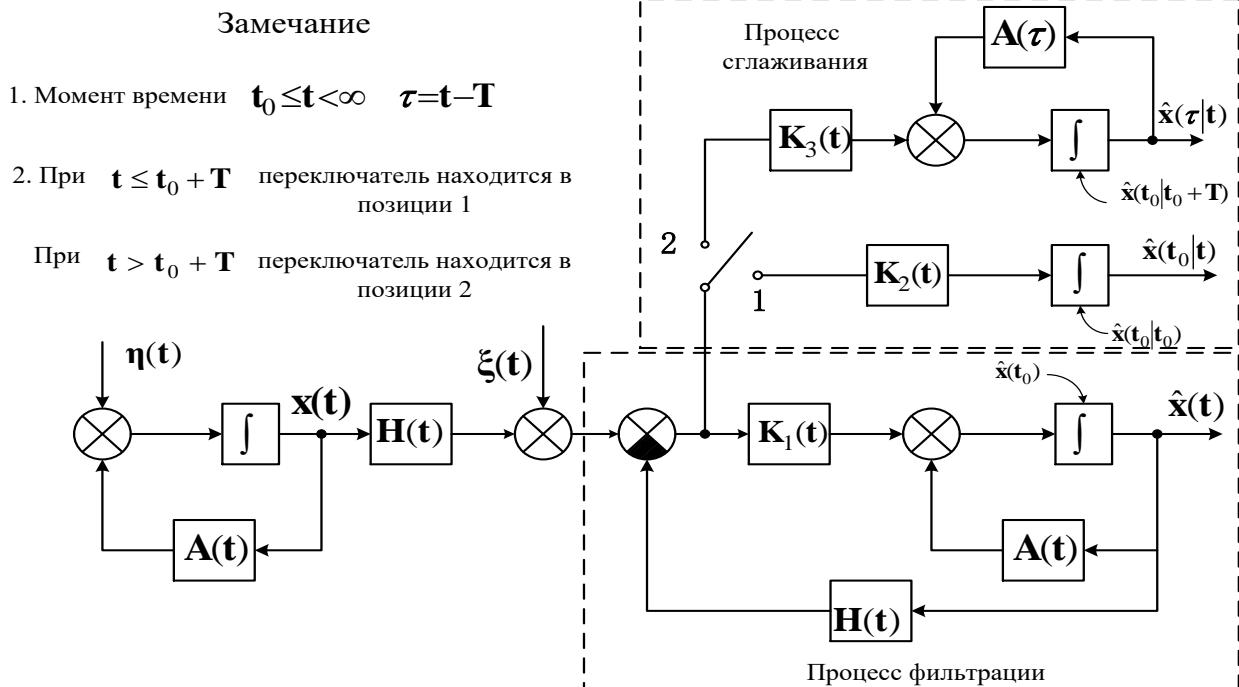 Замечание
1. Момент времени t₀ ≤ t < ∞ τ = t − T
2. При t ≤ t₀ + T переключатель находится в
позиции 1
При t > t₀ + T переключатель находится в
позиции 2
Процесс
сглаживания
A(τ)
K₃(t)
∫
x̂(τ|t)
x̂(t₀|t₀ + T)
2
1
K₂(t)
∫
x̂(t₀|t)
x̂(t₀|t₀)
η(t)
∫
x(t)
H(t)
ξ(t)
A(t)
K₁(t)
x̂(t₀)
∫
x̂(t)
A(t)
H(t)
Процесс фильтрации